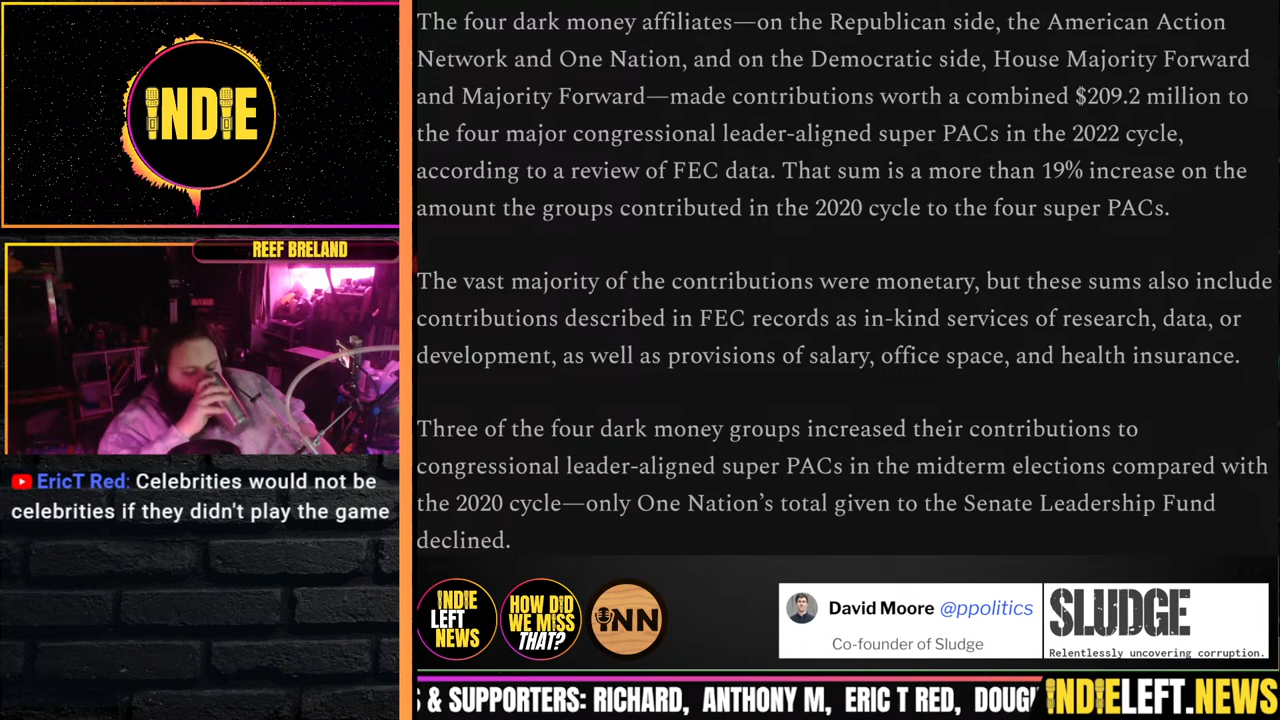 INDIE
REEF BRELAND
EricT Red: Celebrities would not be
celebrities if they didn't play the game
The four dark money affiliates—on the Republican side, the American Action
Network and One Nation, and on the Democratic side, House Majority Forward
and Majority Forward—made contributions worth a combined $209.2 million to
the four major congressional leader-aligned super PACs in the 2022 cycle,
according to a review of FEC data. That sum is a more than 19% increase on the
amount the groups contributed in the 2020 cycle to the four super PACs.
The vast majority of the contributions were monetary, but these sums also include
contributions described in FEC records as in-kind services of research, data, or
development, as well as provisions of salary, office space, and health insurance.
Three of the four dark money groups increased their contributions to
congressional leader-aligned super PACs in the midterm elections compared with
the 2020 cycle—only One Nation’s total given to the Senate Leadership Fund
declined.
INDIE
LEFT
NEWS
HOW DID
WE MISS
THAT?
INN
David Moore @ppolitics
Co-founder of Sludge
SLUDGE
Relentlessly uncovering corruption.
& SUPPORTERS: RICHARD, ANTHONY M, ERIC T RED, DOUG
INDIELEFT.NEWS